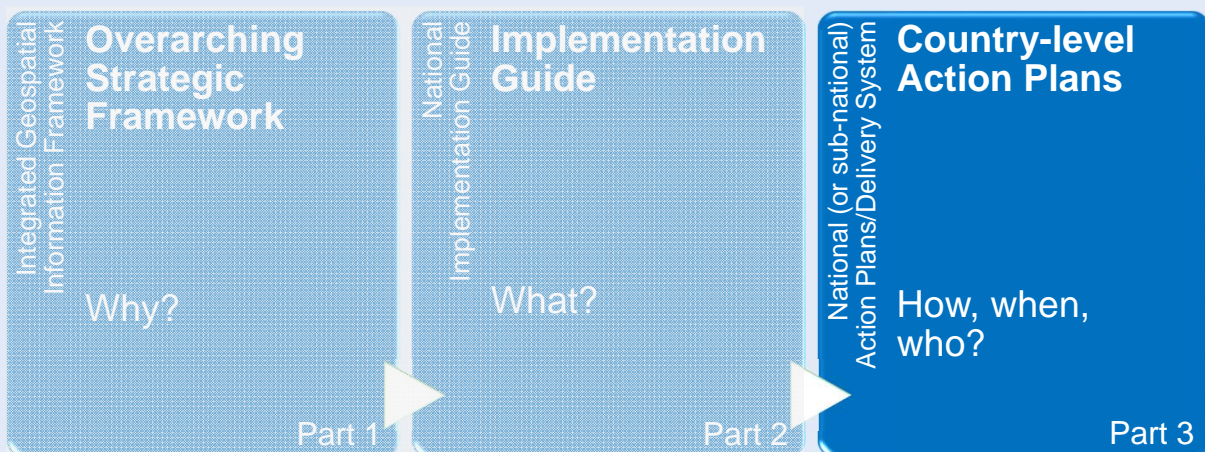 Integrated Geospatial
Information Framework
Overarching
Strategic
Framework
Why?
Part 1
National
Implementation Guide
Implementation
Guide
What?
Part 2
National (or sub-national)
Action Plans/Delivery System
Country-level
Action Plans
How, when,
who?
Part 3